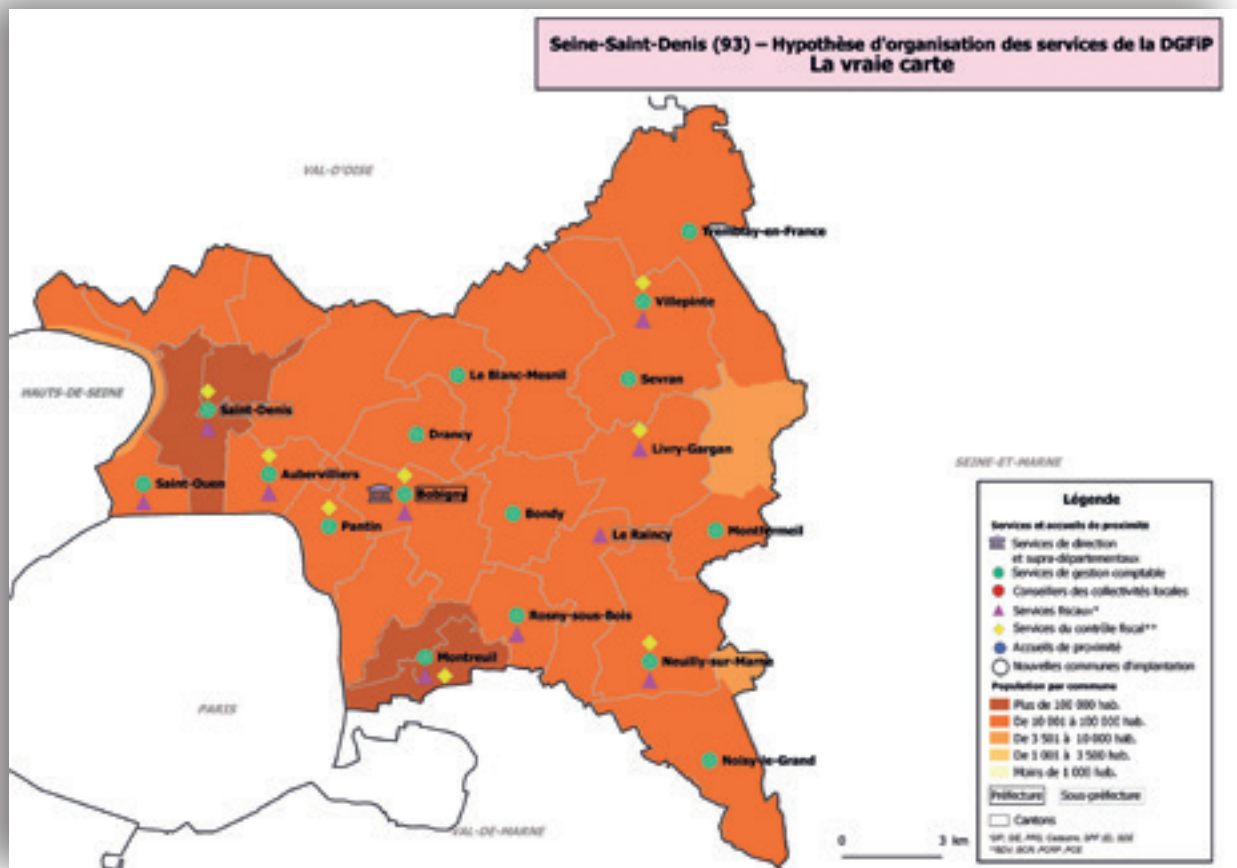 Seine-Saint-Denis (93) – Hypothèse d'organisation des services de la DGFiP
La vraie carte
VAL-D'OISE
Tremblay-en-France
Villepinte
Le Blanc-Mesnil
Sevran
HAUTS-DE-SEINE
Saint-Denis
Drancy
Livry-Gargan
SEINE-ET-MARNE
Aubervilliers
Saint-Ouen
Bobigny
Pantin
Bondy
Le Raincy
Montfermeil
Rosny-sous-Bois
Montreuil
Neuilly-sur-Marne
PARIS
Noisy-le-Grand
VAL-DE-MARNE
0 3 km
Légende
Services et accueils de proximité
Services de direction
et supra-départementaux
Services de gestion comptable
Conseillers des collectivités locales
Services fiscaux*
Services du contrôle fiscal**
Accueils de proximité
Nouvelles communes d'implantation
Population par commune
Plus de 100 000 hab.
De 10 001 à 100 000 hab.
De 3 501 à 10 000 hab.
De 1 001 à 3 500 hab.
Moins de 1 000 hab.
Préfecture Sous-préfecture
Cantons